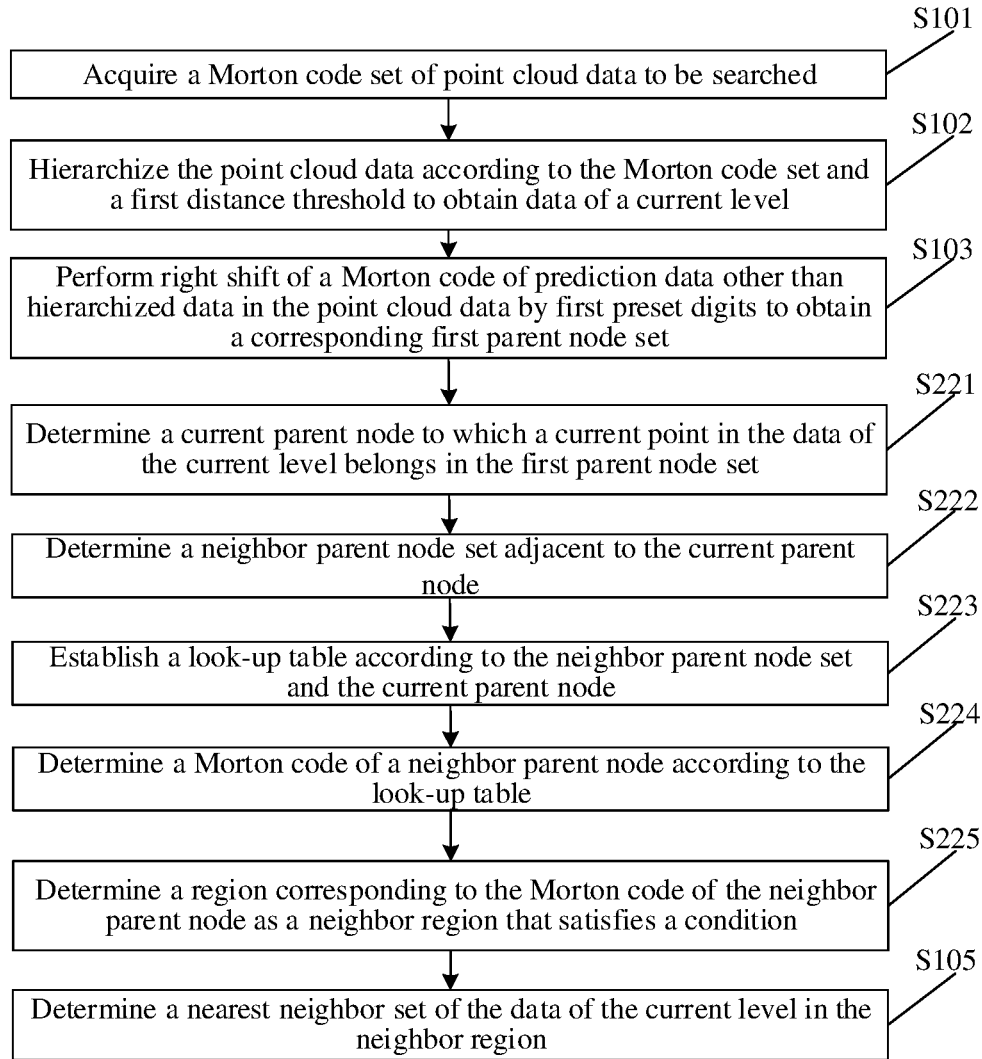 S101
Acquire a Morton code set of point cloud data to be searched
S102
Hierarchize the point cloud data according to the Morton code set and
a first distance threshold to obtain data of a current level
S103
Perform right shift of a Morton code of prediction data other than
hierarchized data in the point cloud data by first preset digits to obtain
a corresponding first parent node set
S221
Determine a current parent node to which a current point in the data of
the current level belongs in the first parent node set
S222
Determine a neighbor parent node set adjacent to the current parent
node
S223
Establish a look-up table according to the neighbor parent node set
and the current parent node
S224
Determine a Morton code of a neighbor parent node according to the
look-up table
S225
Determine a region corresponding to the Morton code of the neighbor
parent node as a neighbor region that satisfies a condition
S105
Determine a nearest neighbor set of the data of the current level in the
neighbor region